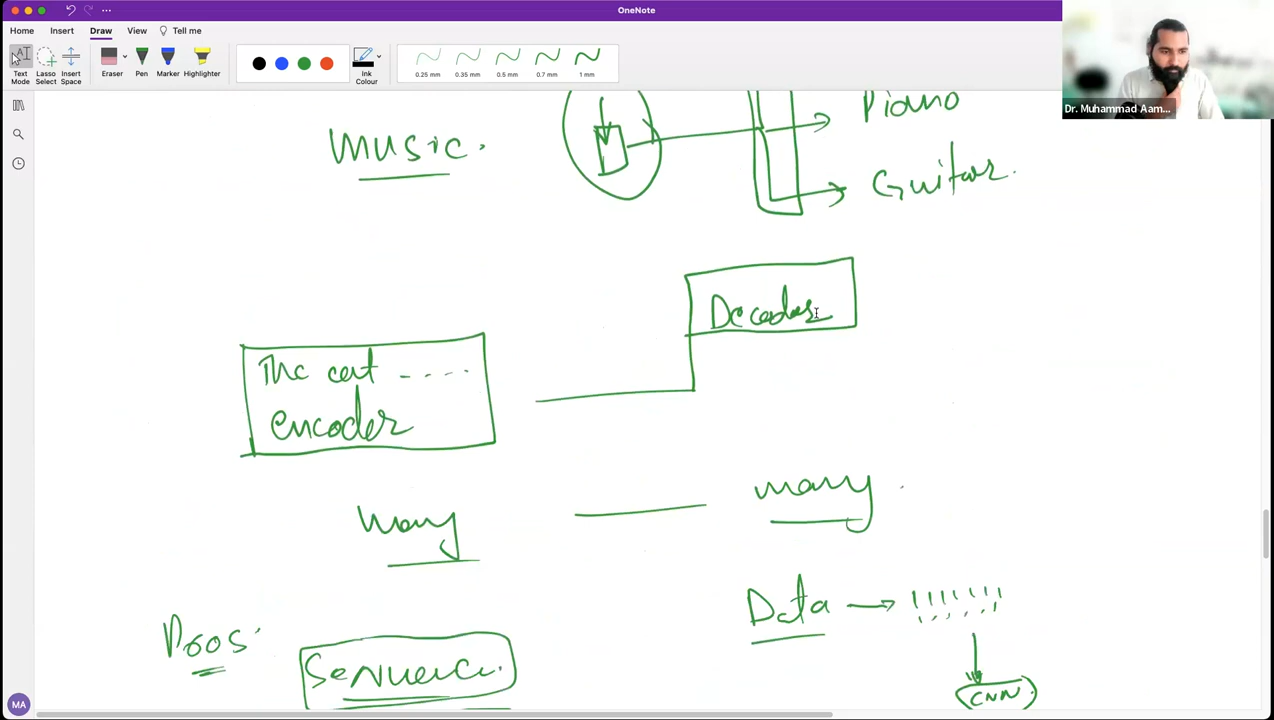 OneNote
Home Insert Draw View Tell me
Text Mode
Lasso Select
Insert Space
Eraser
Pen
Marker
Highlighter
Ink Colour
0.25 mm
0.35 mm
0.5 mm
0.7 mm
1 mm
Dr. Muhammad Aam...
Piano
Music.
Guitar.
Decoder
The cat ----
encoder
many
many
Data →
Pros:
Sequence.
CNN
MA